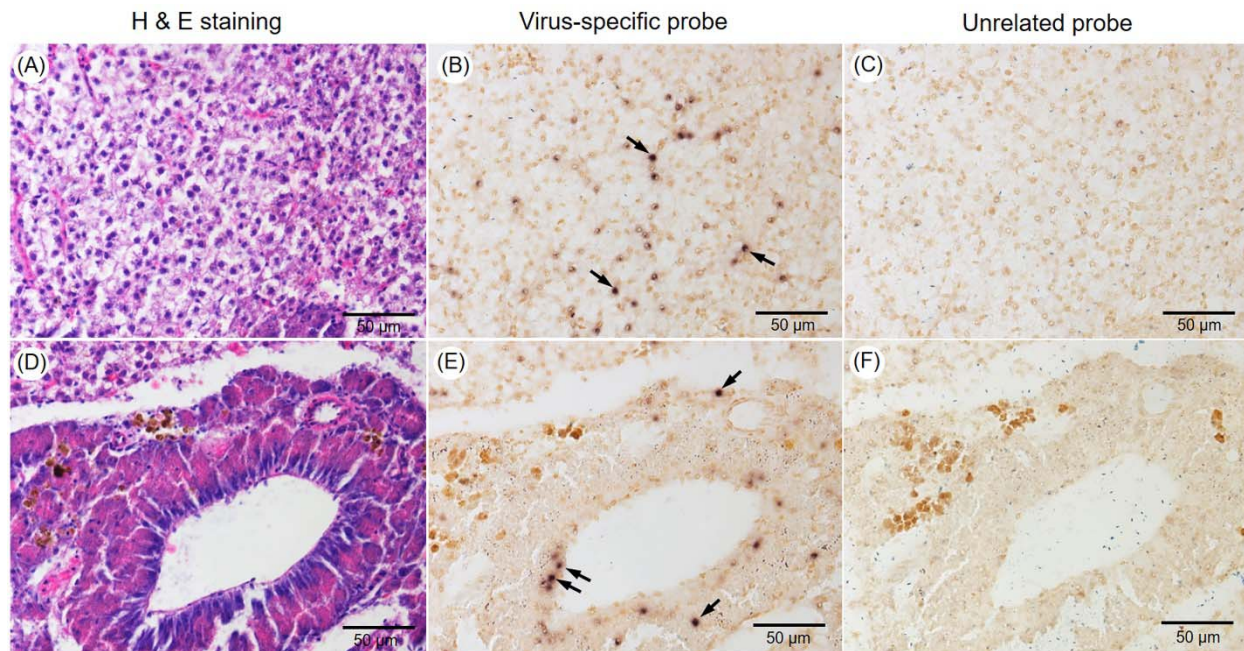 H & E staining
Virus-specific probe
Unrelated probe
(A)
(B)
(C)
50 µm
50 µm
50 µm
(D)
(E)
(F)
50 µm
50 µm
50 µm